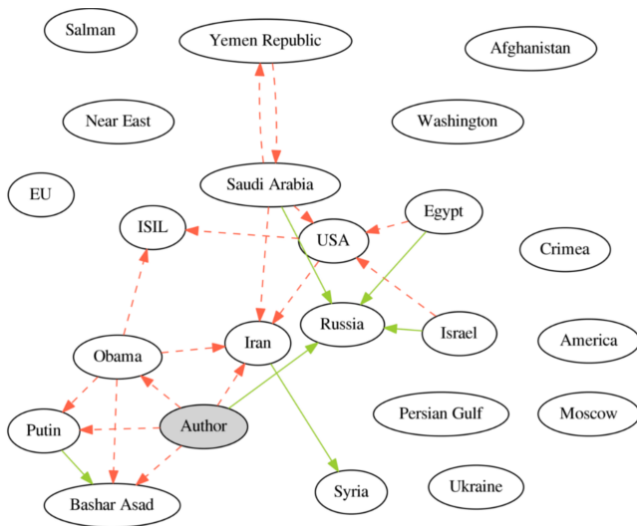 Salman
Yemen Republic
Afghanistan
Near East
Washington
EU
Saudi Arabia
Egypt
ISIL
USA
Crimea
Obama
Iran
Russia
Israel
America
Putin
Author
Persian Gulf
Moscow
Bashar Asad
Syria
Ukraine